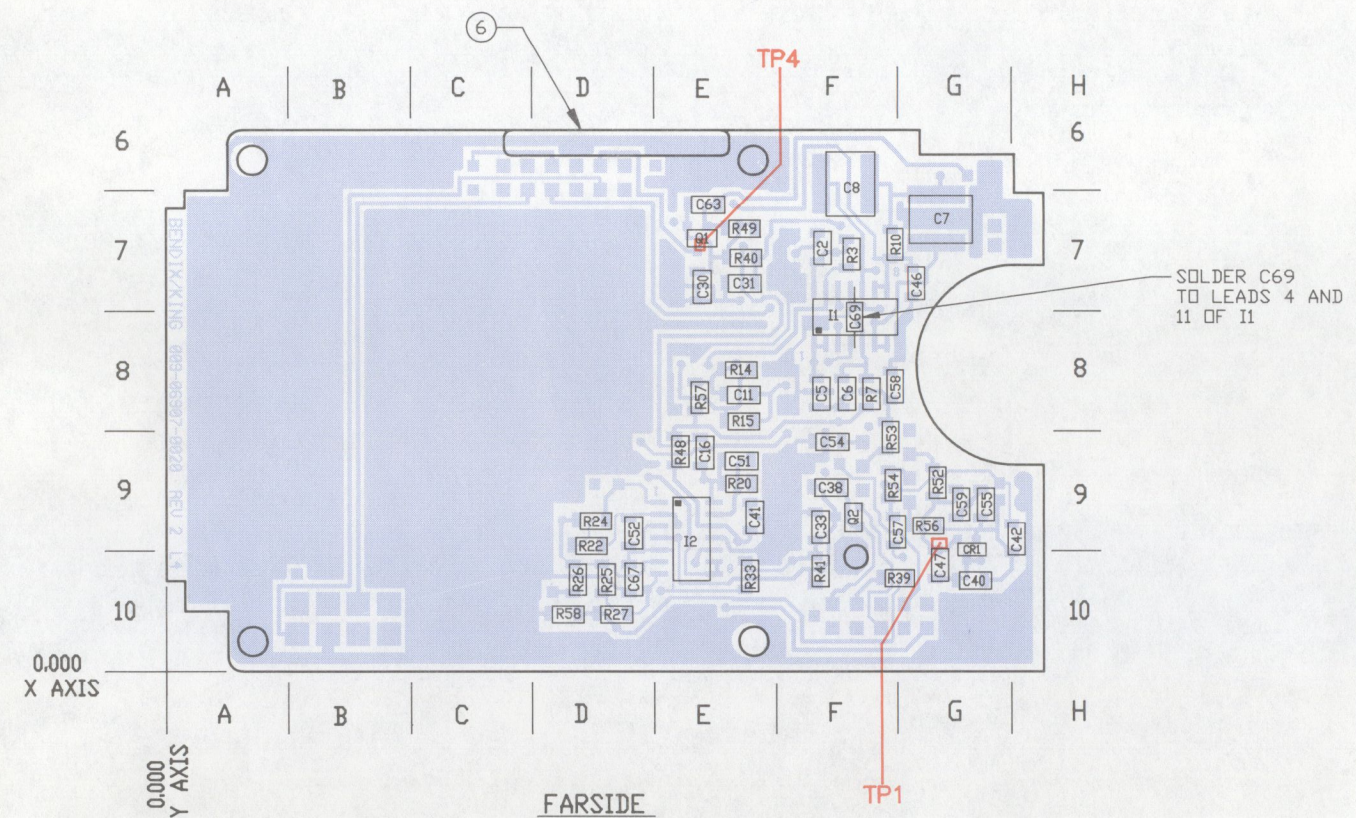 6
TP4
A B C D E F G H
6 6
C8
C63
C7
R49
C2
R3
R10
7 7
R40
C30
C31
C46
SOLDER C69
TO LEADS 4 AND
11 OF I1
I1
C69
BENDIX/KING 009-06907-0020 REV 2 L4
8 8
R14
R57
C11
C5
C6
R7
C58
R15
R53
C54
R48
C16
C51
R20
9 9
C38
R54
R52
C59
C55
R24
C52
C41
C33
Q2
C57
R56
C42
R22
I2
CR1
R26
R25
C67
R33
R41
R39
C47
C40
10 10
R58
R27
0.000
X AXIS
A B C D E F G H
0.000
Y AXIS
FARSIDE
TP1